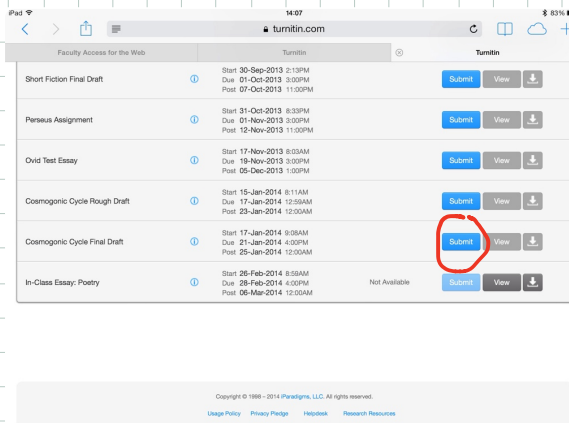 iPad 14:07 83%
turnitin.com
Faculty Access for the Web Turnitin Turnitin
Short Fiction Final Draft
Start 30-Sep-2013 2:13PM
Due 01-Oct-2013 3:00PM
Post 07-Oct-2013 11:00PM
Submit View
Perseus Assignment
Start 31-Oct-2013 8:33PM
Due 01-Nov-2013 3:00PM
Post 12-Nov-2013 11:00PM
Submit View
Ovid Test Essay
Start 17-Nov-2013 8:03AM
Due 19-Nov-2013 3:00PM
Post 05-Dec-2013 1:00PM
Submit View
Cosmogonic Cycle Rough Draft
Start 15-Jan-2014 8:11AM
Due 17-Jan-2014 12:59AM
Post 23-Jan-2014 12:00AM
Submit View
Cosmogonic Cycle Final Draft
Start 17-Jan-2014 9:08AM
Due 21-Jan-2014 4:00PM
Post 25-Jan-2014 12:00AM
Submit View
In-Class Essay: Poetry
Start 26-Feb-2014 8:59AM
Due 28-Feb-2014 4:00PM
Post 06-Mar-2014 12:00AM
Not Available
Submit View
Copyright © 1998 – 2014 iParadigms, LLC. All rights reserved.
Usage Policy Privacy Pledge Helpdesk Research Resources